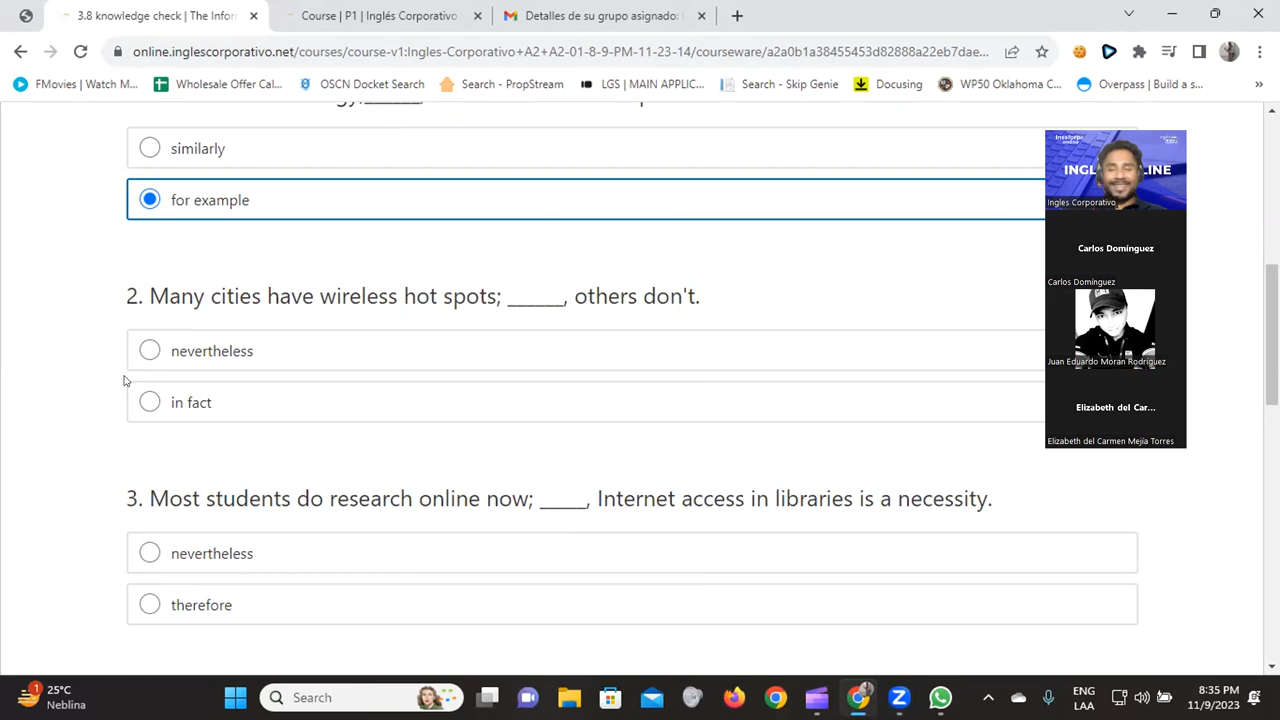 3.8 knowledge check | The Infor
Course | P1 | Inglés Corporativo
Detalles de su grupo asignado:
online.inglescorporativo.net/courses/course-v1:Ingles-Corporativo+A2+A2-01-8-9-PM-11-23-14/courseware/a2a0b1a38455453d82888a22eb7dae...
FMovies | Watch M...
Wholesale Offer Cal...
OSCN Docket Search
Search - PropStream
LGS | MAIN APPLIC...
Search - Skip Genie
Docusing
WP50 Oklahoma C...
Overpass | Build a s...
similarly
for example
2. Many cities have wireless hot spots; ______, others don't.
nevertheless
in fact
3. Most students do research online now; _____, Internet access in libraries is a necessity.
nevertheless
therefore
Ingles Corporativo
Carlos Domínguez
Carlos Domínguez
Juan Eduardo Moran Rodriguez
Elizabeth del Car...
Elizabeth del Carmen Mejía Torres
1
25°C
Neblina
Search
ENG
LAA
8:35 PM
11/9/2023